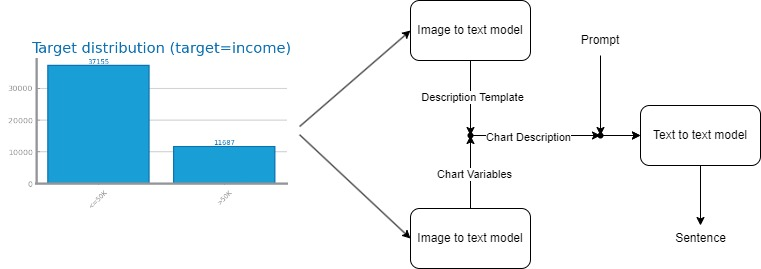 Target distribution (target=income)
37155
30000
20000
10000
0
11687
<=50K
>50K
Image to text model
Description Template
Chart Description
Chart Variables
Image to text model
Prompt
Text to text model
Sentence